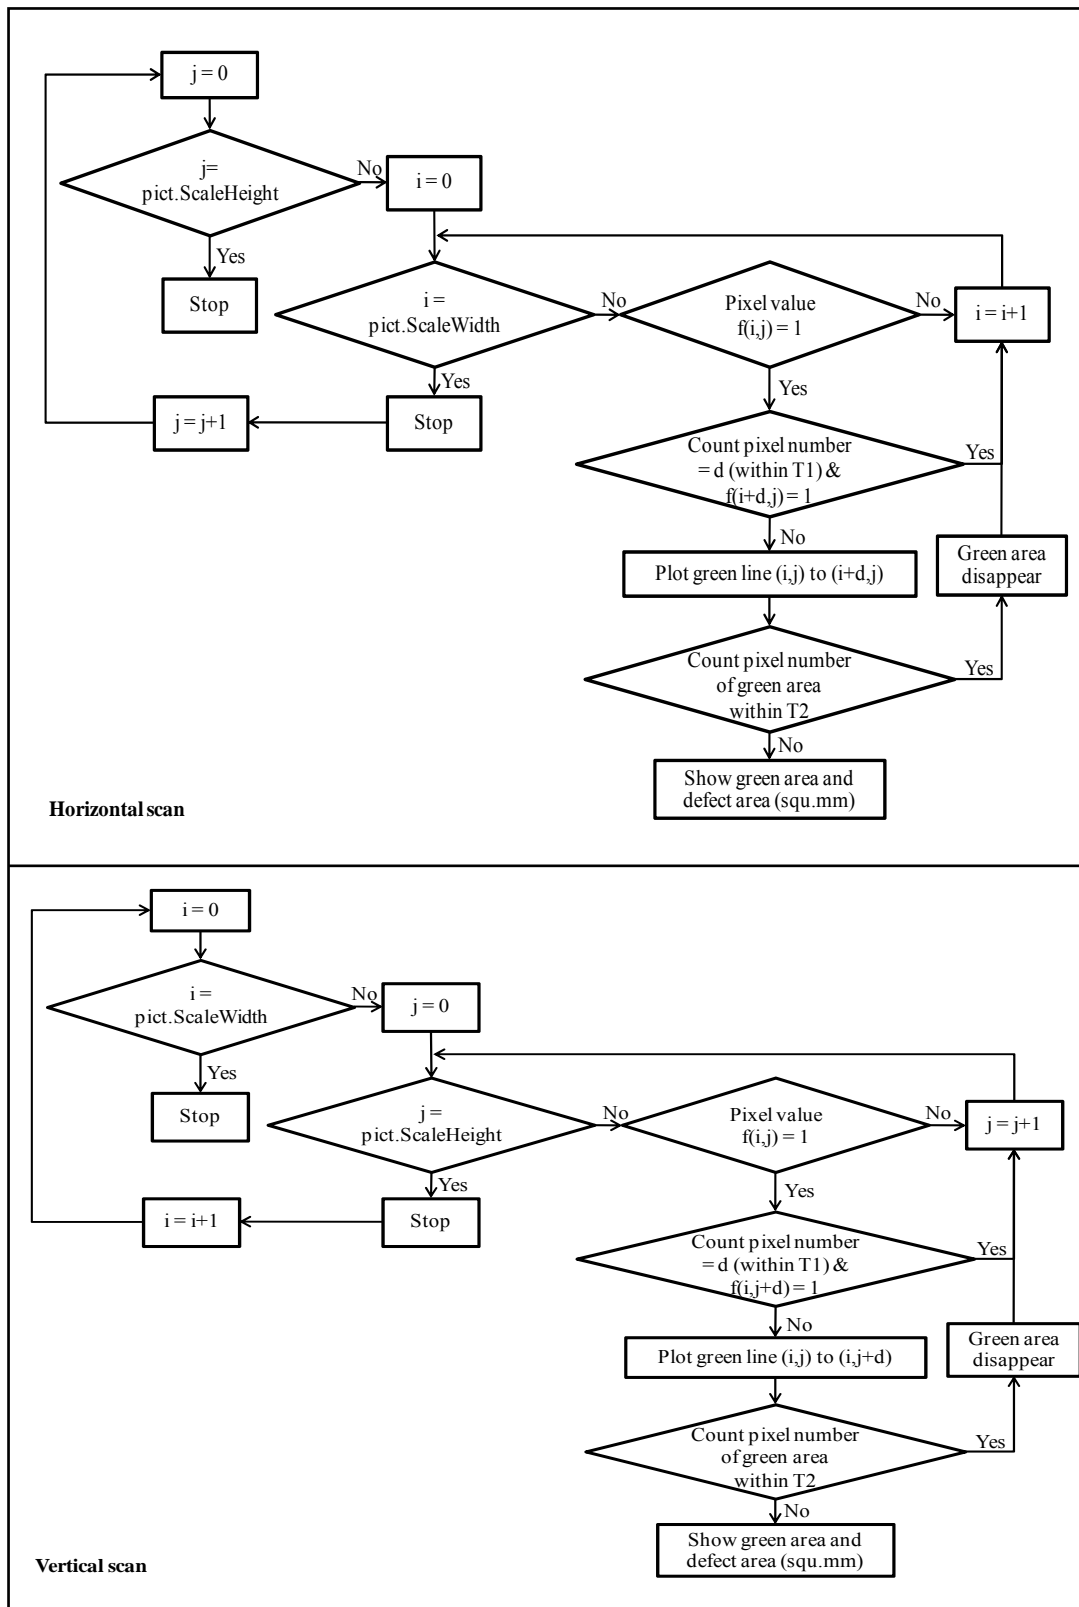 j = 0
j=
pict.ScaleHeight
No
i = 0
Yes
Stop
i =
pict.ScaleWidth
No
Pixel value
f(i,j) = 1
No
i = i+1
Yes
Stop
j = j+1
Yes
Count pixel number
= d (within T1) &
f(i+d,j) = 1
Yes
No
Plot green line (i,j) to (i+d,j)
Green area
disappear
Count pixel number
of green area
within T2
Yes
No
Show green area and
defect area (squ.mm)
Horizontal scan
i = 0
i =
pict.ScaleWidth
No
j = 0
Yes
Stop
j =
pict.ScaleHeight
No
Pixel value
f(i,j) = 1
No
j = j+1
Yes
Stop
i = i+1
Yes
Count pixel number
= d (within T1) &
f(i,j+d) = 1
Yes
No
Plot green line (i,j) to (i,j+d)
Green area
disappear
Count pixel number
of green area
within T2
Yes
No
Show green area and
defect area (squ.mm)
Vertical scan